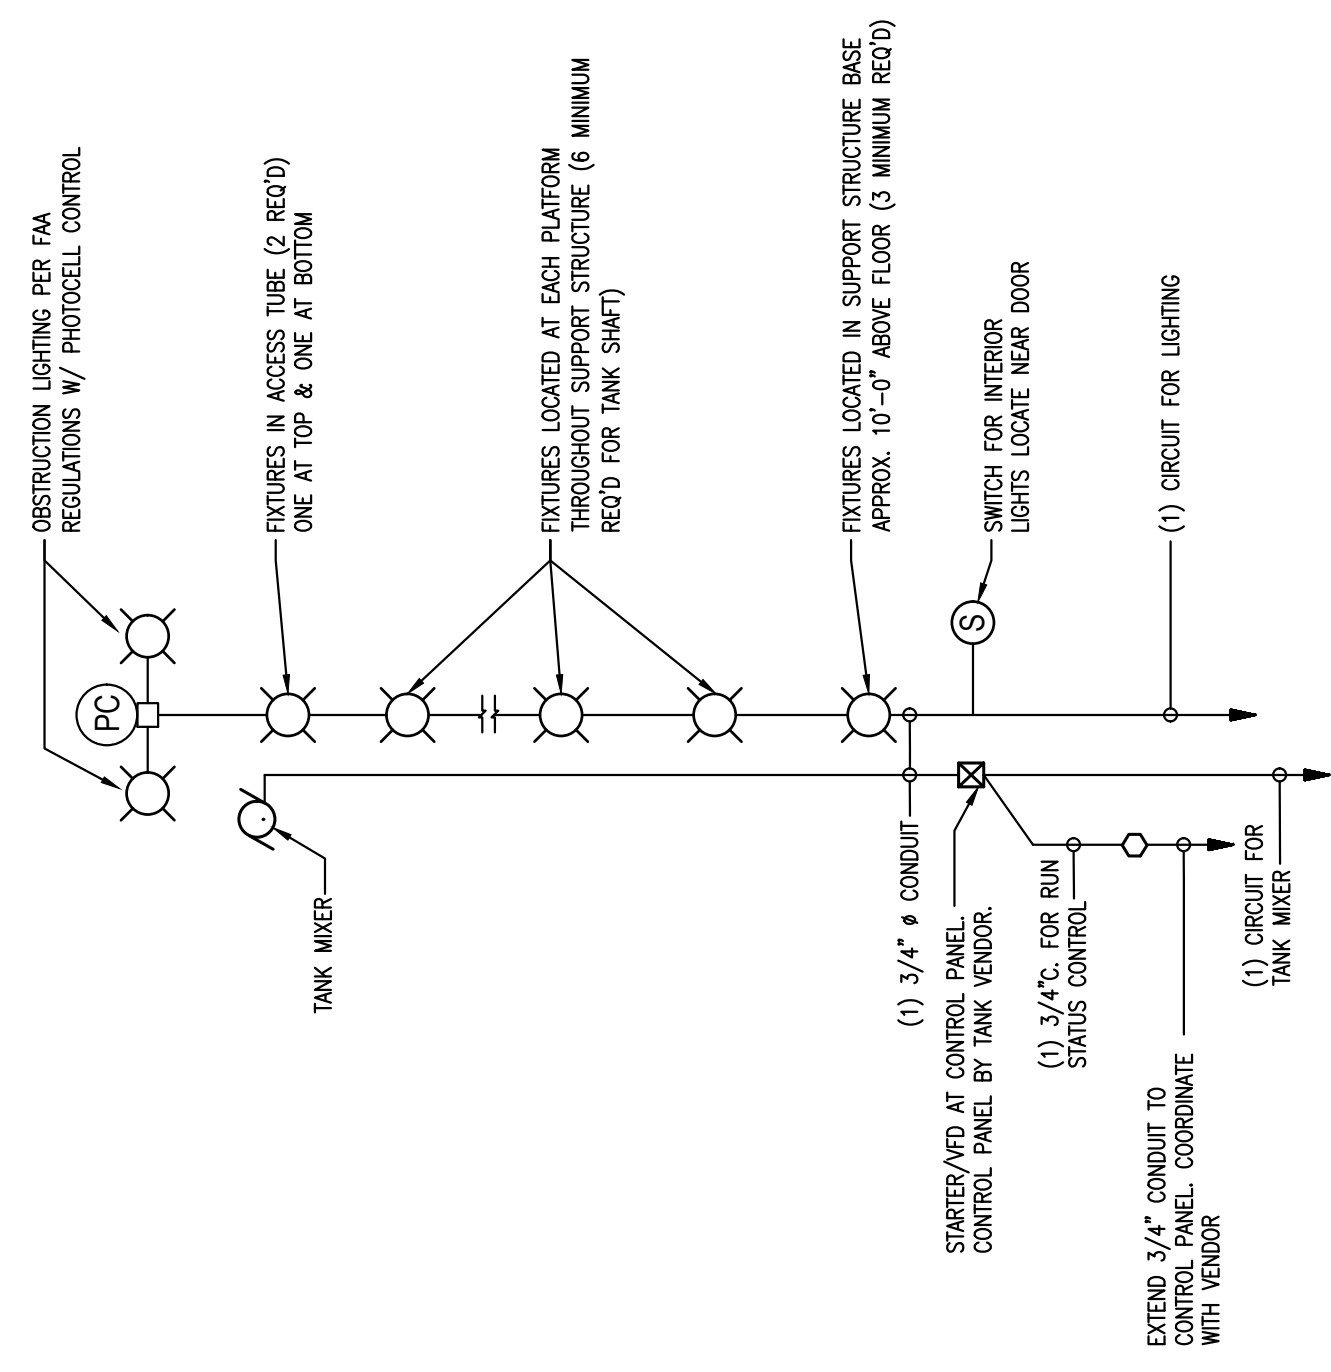 OBSTRUCTION LIGHTING PER FAA
REGULATIONS W/ PHOTOCELL CONTROL
PC
FIXTURES IN ACCESS TUBE (2 REQ'D)
ONE AT TOP & ONE AT BOTTOM
TANK MIXER
FIXTURES LOCATED AT EACH PLATFORM
THROUGHOUT SUPPORT STRUCTURE (6 MINIMUM
REQ'D FOR TANK SHAFT)
FIXTURES LOCATED IN SUPPORT STRUCTURE BASE
APPROX. 10'-0" ABOVE FLOOR (3 MINIMUM REQ'D)
(1) 3/4" ø CONDUIT
S
SWITCH FOR INTERIOR
LIGHTS LOCATE NEAR DOOR
STARTER/VFD AT CONTROL PANEL.
CONTROL PANEL BY TANK VENDOR.
(1) 3/4"C. FOR RUN
STATUS CONTROL
(1) CIRCUIT FOR LIGHTING
EXTEND 3/4" CONDUIT TO
CONTROL PANEL. COORDINATE
WITH VENDOR
(1) CIRCUIT FOR
TANK MIXER